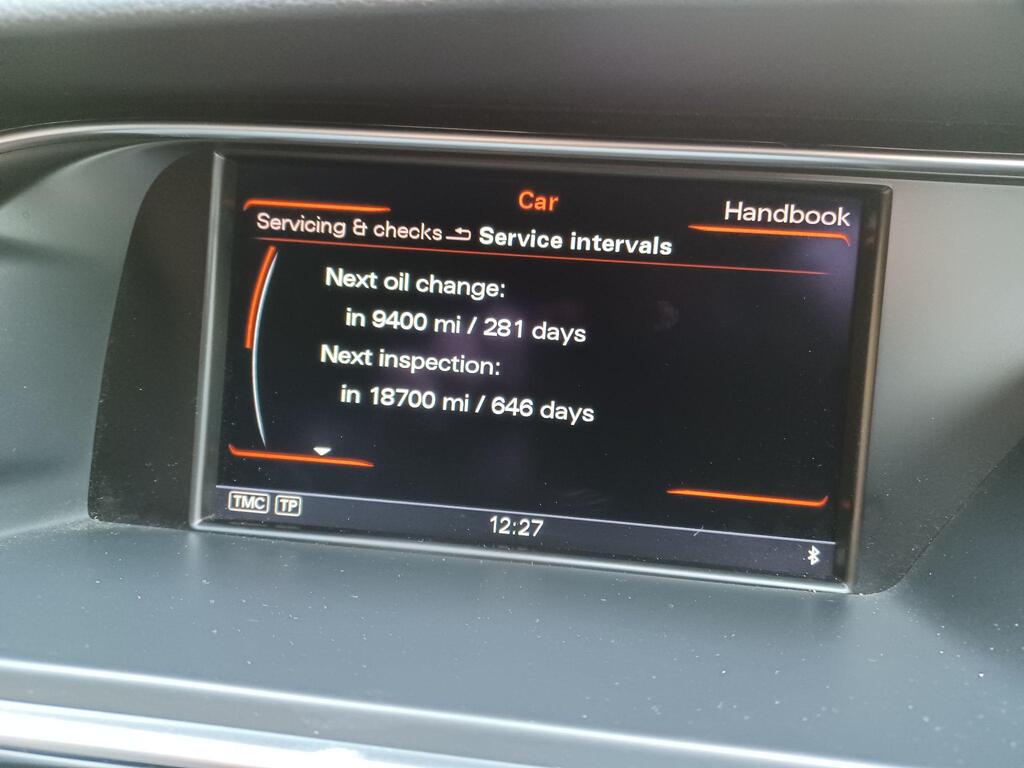 Car
Handbook
Servicing & checks Service intervals
Next oil change:
in 9400 mi / 281 days
Next inspection:
in 18700 mi / 646 days
TMC TP
12:27